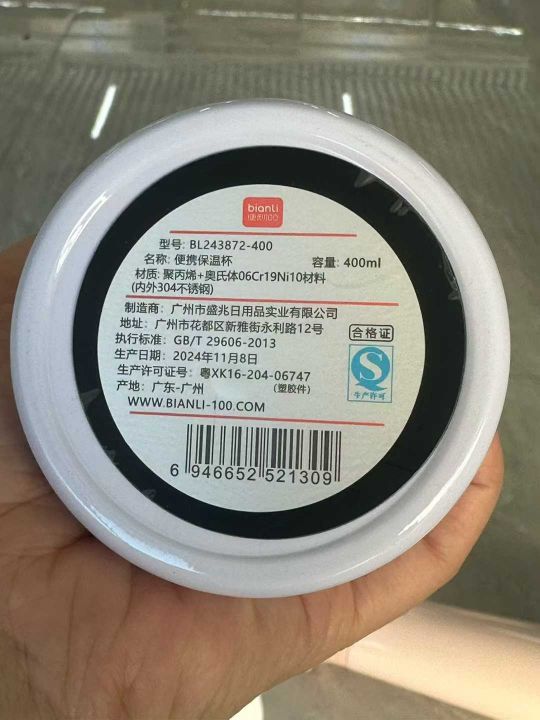 bianli
便利100
型号: BL243872-400
名称: 便携保温杯 容量: 400ml
材质: 聚丙烯+奥氏体06Cr19Ni10材料
(内外304不锈钢)
制造商: 广州市盛兆日用品实业有限公司
地址: 广州市花都区新雅街永利路12号
执行标准: GB/T 29606-2013
合格证
生产日期: 2024年11月8日
生产许可证号: 粤XK16-204-06747
(塑胶件)
产地: 广东-广州
生产许可
WWW.BIANLI-100.COM
6 946652 521309